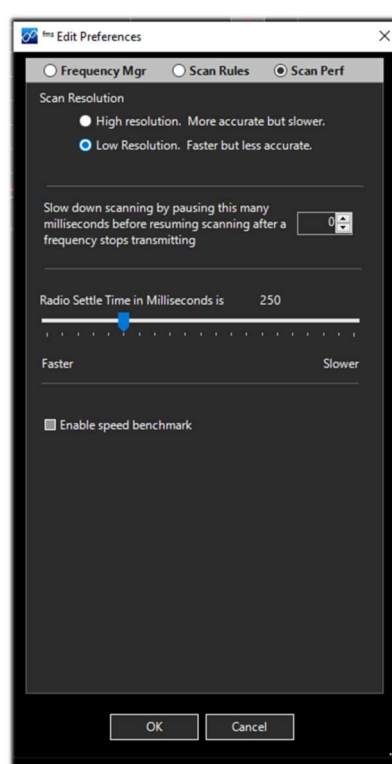 fms Edit Preferences
Frequency Mgr Scan Rules Scan Perf
Scan Resolution
High resolution. More accurate but slower.
Low Resolution. Faster but less accurate.
Slow down scanning by pausing this many
milliseconds before resuming scanning after a
frequency stops transmitting
0
Radio Settle Time in Milliseconds is 250
Faster Slower
Enable speed benchmark
OK Cancel